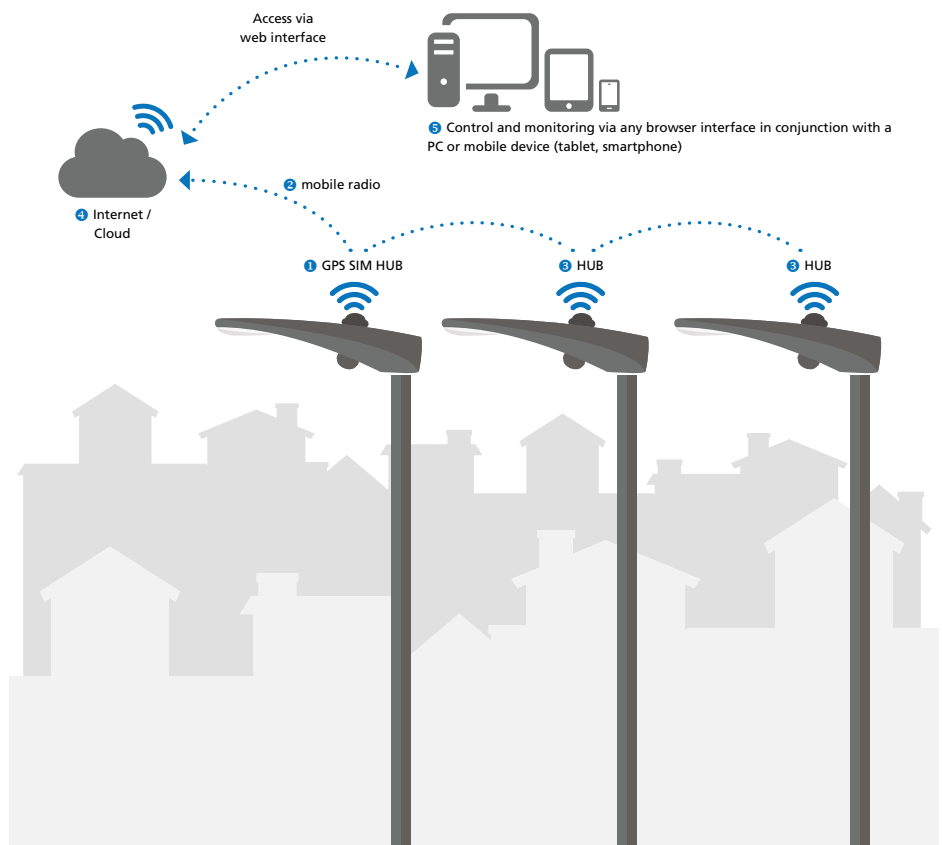 Access via
web interface
❺ Control and monitoring via any browser interface in conjunction with a
PC or mobile device (tablet, smartphone)
❷ mobile radio
❹ Internet /
Cloud
❶ GPS SIM HUB
❸ HUB
❸ HUB